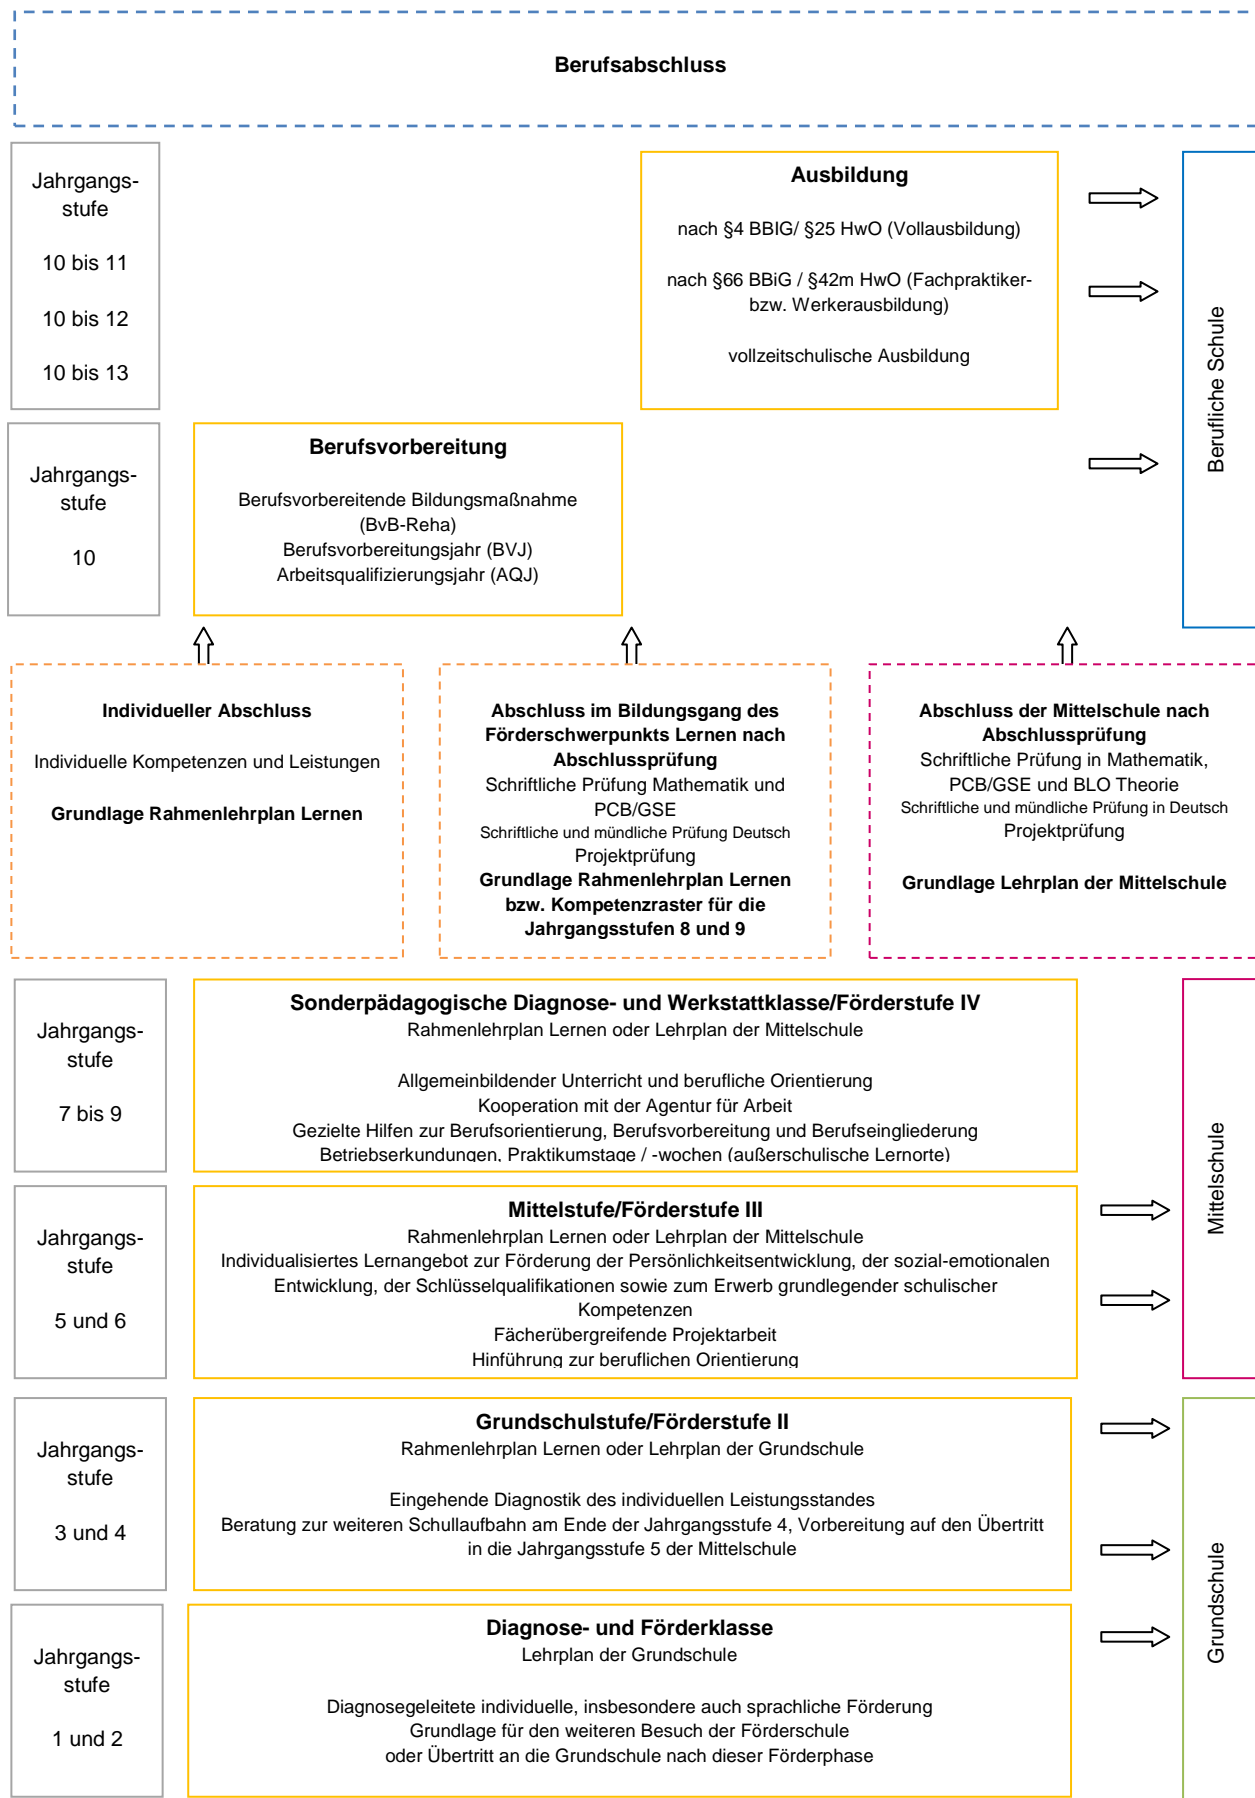 Berufsabschluss
Jahrgangs-
stufe
10 bis 11
10 bis 12
10 bis 13
Ausbildung
nach §4 BBIG/ §25 HwO (Vollausbildung)
nach §66 BBiG / §42m HwO (Fachpraktiker-
bzw. Werkerausbildung)
vollzeitschulische Ausbildung
Berufliche Schule
Jahrgangs-
stufe
10
Berufsvorbereitung
Berufsvorbereitende Bildungsmaßnahme
(BvB-Reha)
Berufsvorbereitungsjahr (BVJ)
Arbeitsqualifizierungsjahr (AQJ)
Individueller Abschluss
Individuelle Kompetenzen und Leistungen
Grundlage Rahmenlehrplan Lernen
Abschluss im Bildungsgang des
Förderschwerpunkts Lernen nach
Abschlussprüfung
Schriftliche Prüfung Mathematik und
PCB/GSE
Schriftliche und mündliche Prüfung Deutsch
Projektprüfung
Grundlage Rahmenlehrplan Lernen
bzw. Kompetenzraster für die
Jahrgangsstufen 8 und 9
Abschluss der Mittelschule nach
Abschlussprüfung
Schriftliche Prüfung in Mathematik,
PCB/GSE und BLO Theorie
Schriftliche und mündliche Prüfung in Deutsch
Projektprüfung
Grundlage Lehrplan der Mittelschule
Jahrgangs-
stufe
7 bis 9
Sonderpädagogische Diagnose- und Werkstattklasse/Förderstufe IV
Rahmenlehrplan Lernen oder Lehrplan der Mittelschule
Allgemeinbildender Unterricht und berufliche Orientierung
Kooperation mit der Agentur für Arbeit
Gezielte Hilfen zur Berufsorientierung, Berufsvorbereitung und Berufseingliederung
Betriebserkundungen, Praktikumstage / -wochen (außerschulische Lernorte)
Mittelschule
Jahrgangs-
stufe
5 und 6
Mittelstufe/Förderstufe III
Rahmenlehrplan Lernen oder Lehrplan der Mittelschule
Individualisiertes Lernangebot zur Förderung der Persönlichkeitsentwicklung, der sozial-emotionalen
Entwicklung, der Schlüsselqualifikationen sowie zum Erwerb grundlegender schulischer
Kompetenzen
Fächerübergreifende Projektarbeit
Hinführung zur beruflichen Orientierung
Jahrgangs-
stufe
3 und 4
Grundschulstufe/Förderstufe II
Rahmenlehrplan Lernen oder Lehrplan der Grundschule
Eingehende Diagnostik des individuellen Leistungsstandes
Beratung zur weiteren Schullaufbahn am Ende der Jahrgangsstufe 4, Vorbereitung auf den Übertritt
in die Jahrgangsstufe 5 der Mittelschule
Grundschule
Jahrgangs-
stufe
1 und 2
Diagnose- und Förderklasse
Lehrplan der Grundschule
Diagnosegeleitete individuelle, insbesondere auch sprachliche Förderung
Grundlage für den weiteren Besuch der Förderschule
oder Übertritt an die Grundschule nach dieser Förderphase